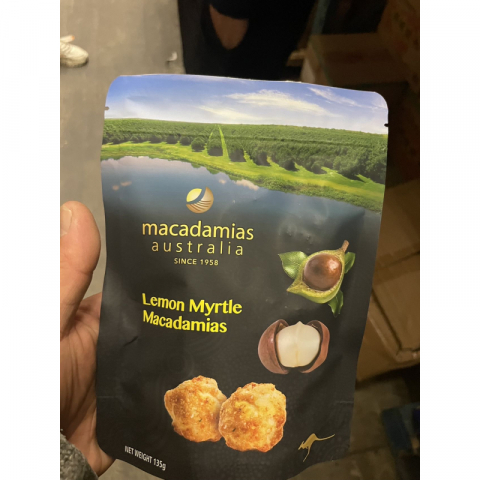 macadamias
australia
SINCE 1958
Lemon Myrtle
Macadamias
NET WEIGHT 135g